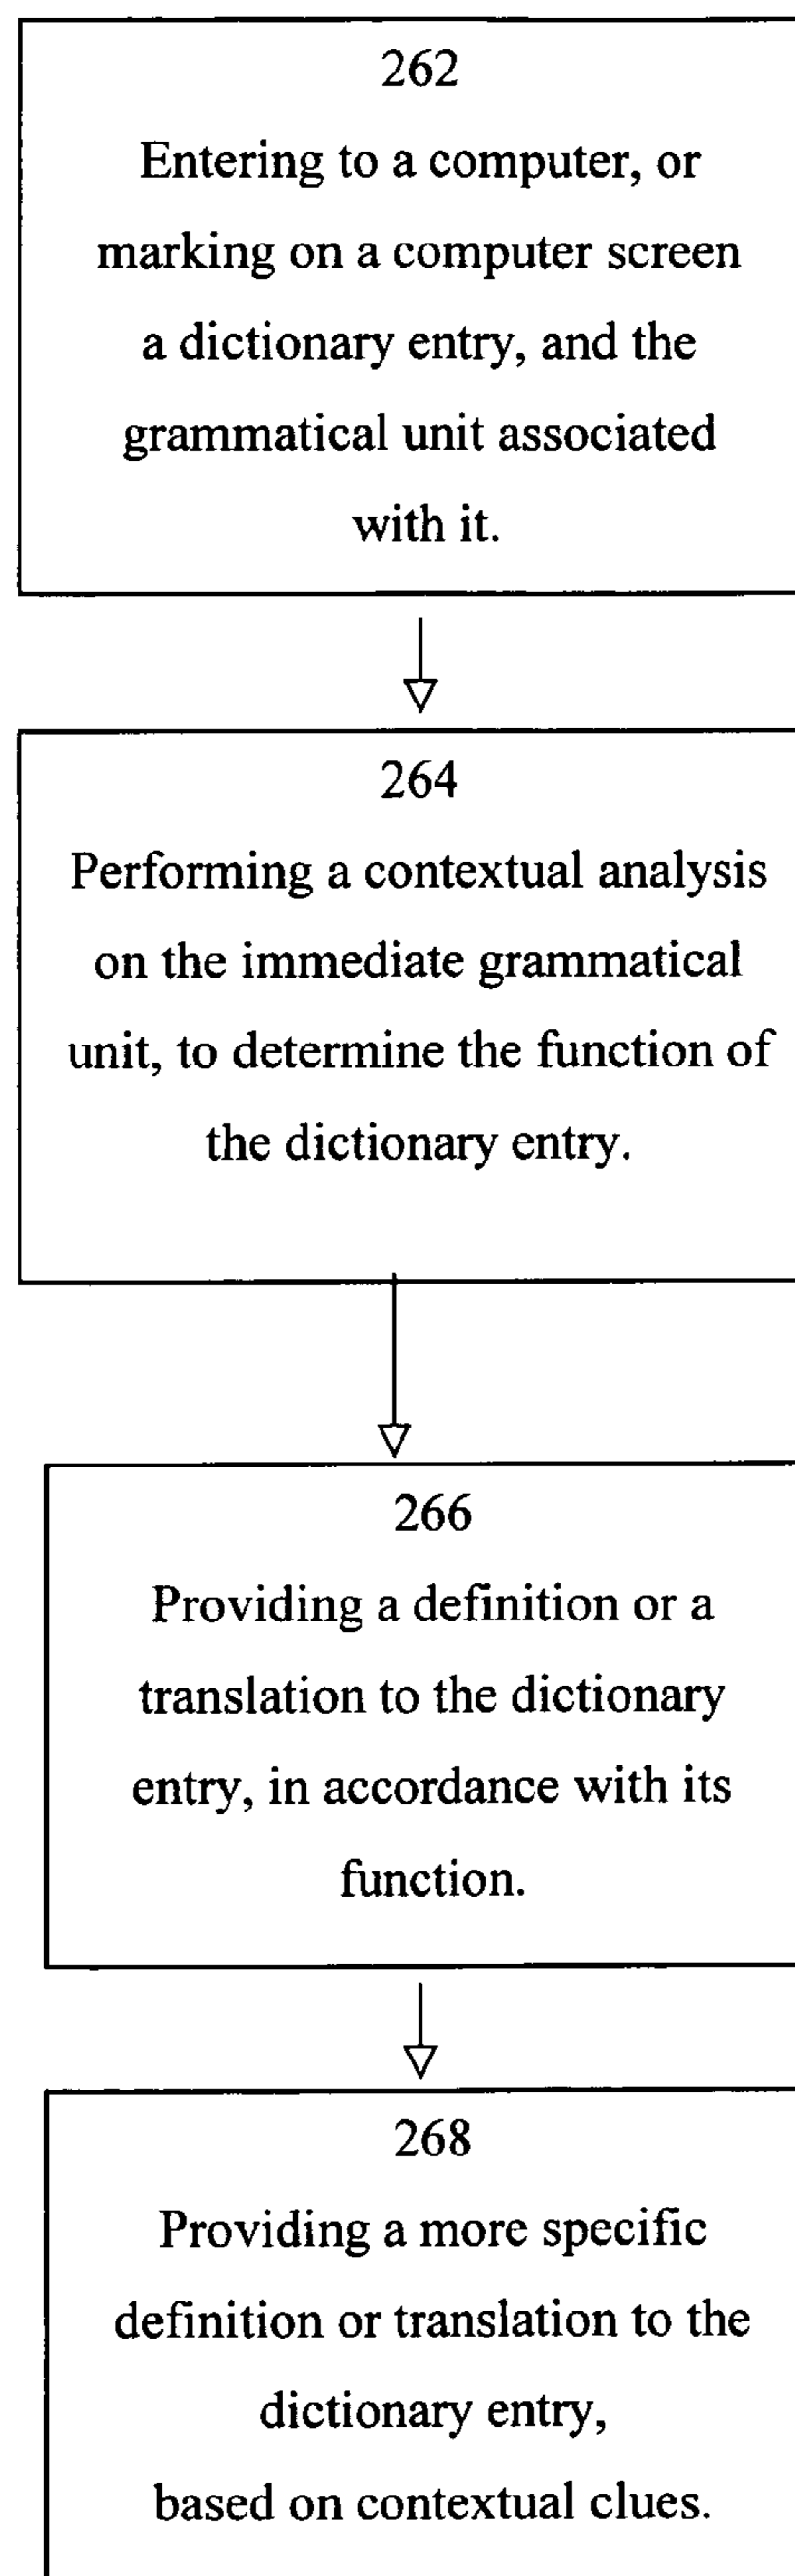 262
Entering to a computer, or
marking on a computer screen
a dictionary entry, and the
grammatical unit associated
with it.
264
Performing a contextual analysis
on the immediate grammatical
unit, to determine the function of
the dictionary entry.
266
Providing a definition or a
translation to the dictionary
entry, in accordance with its
function.
268
Providing a more specific
definition or translation to the
dictionary entry,
based on contextual clues.